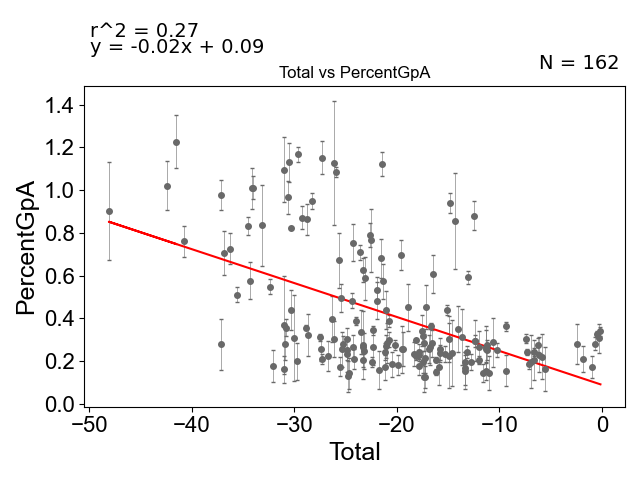 r^2 = 0.27
y = -0.02x + 0.09
N = 162
Total vs PercentGpA
PercentGpA
1.4
1.2
1.0
0.8
0.6
0.4
0.2
0.0
−50 −40 −30 −20 −10 0
Total